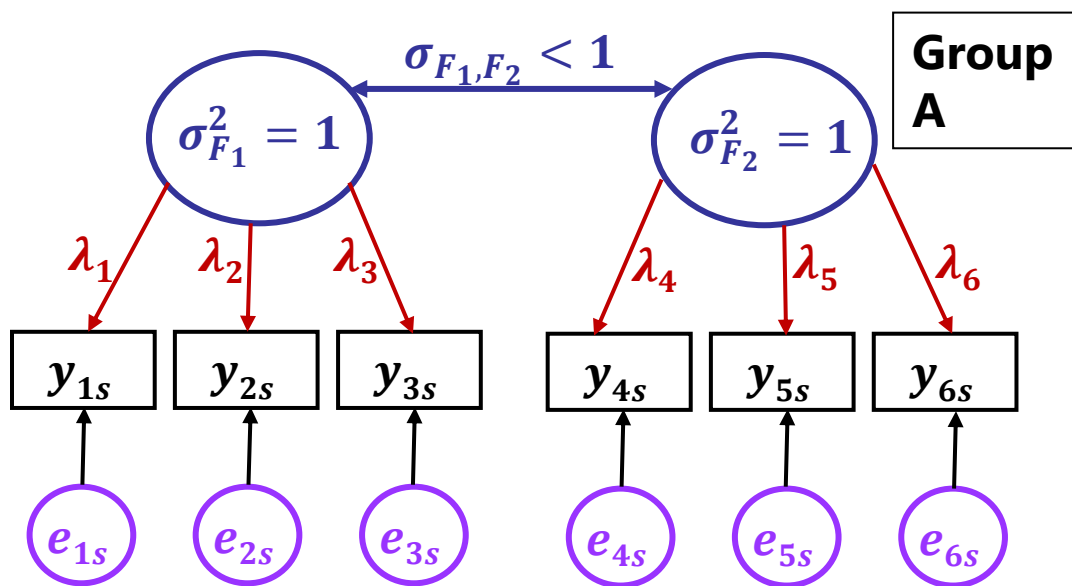 σ_{F₁,F₂} < 1
Group
A
σ²_{F₁} = 1
σ²_{F₂} = 1
λ₁
λ₂
λ₃
λ₄
λ₅
λ₆
y₁ₛ
y₂ₛ
y₃ₛ
y₄ₛ
y₅ₛ
y₆ₛ
e₁ₛ
e₂ₛ
e₃ₛ
e₄ₛ
e₅ₛ
e₆ₛ